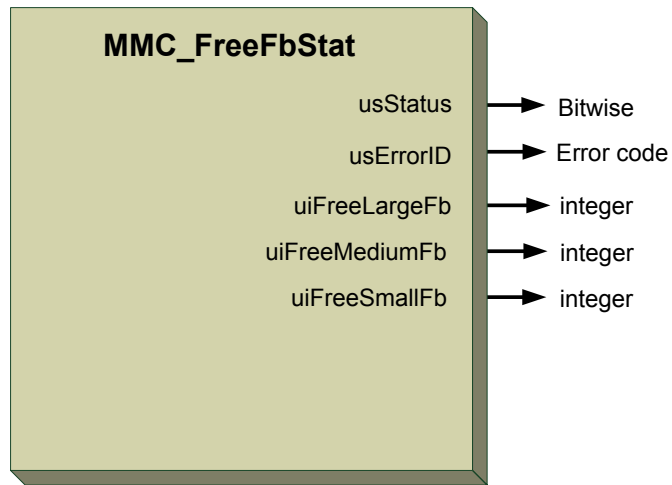 MMC_FreeFbStat
usStatus Bitwise
usErrorID Error code
uiFreeLargeFb integer
uiFreeMediumFb integer
uiFreeSmallFb integer